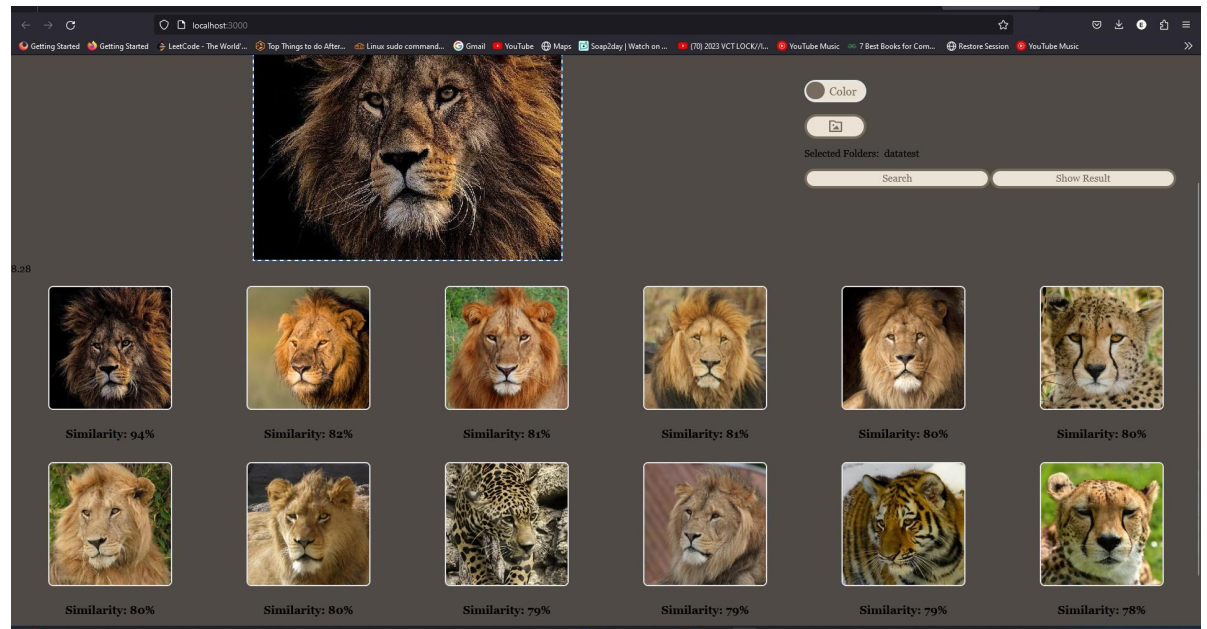 localhost:3000
Getting Started Getting Started LeetCode - The World'... Top Things to do After... Linux sudo command... Gmail YouTube Maps Soap2day | Watch on ... (70) 2023 VCT LOCK//I... YouTube Music 7 Best Books for Com... Restore Session YouTube Music
Color
Selected Folders: datatest
Search Show Result
8.28
Similarity: 94% Similarity: 82% Similarity: 81% Similarity: 81% Similarity: 80% Similarity: 80%
Similarity: 80% Similarity: 80% Similarity: 79% Similarity: 79% Similarity: 79% Similarity: 78%